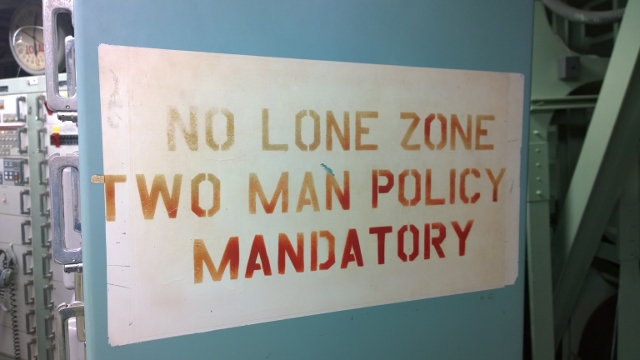 NO LONE ZONE
TWO MAN POLICY
MANDATORY